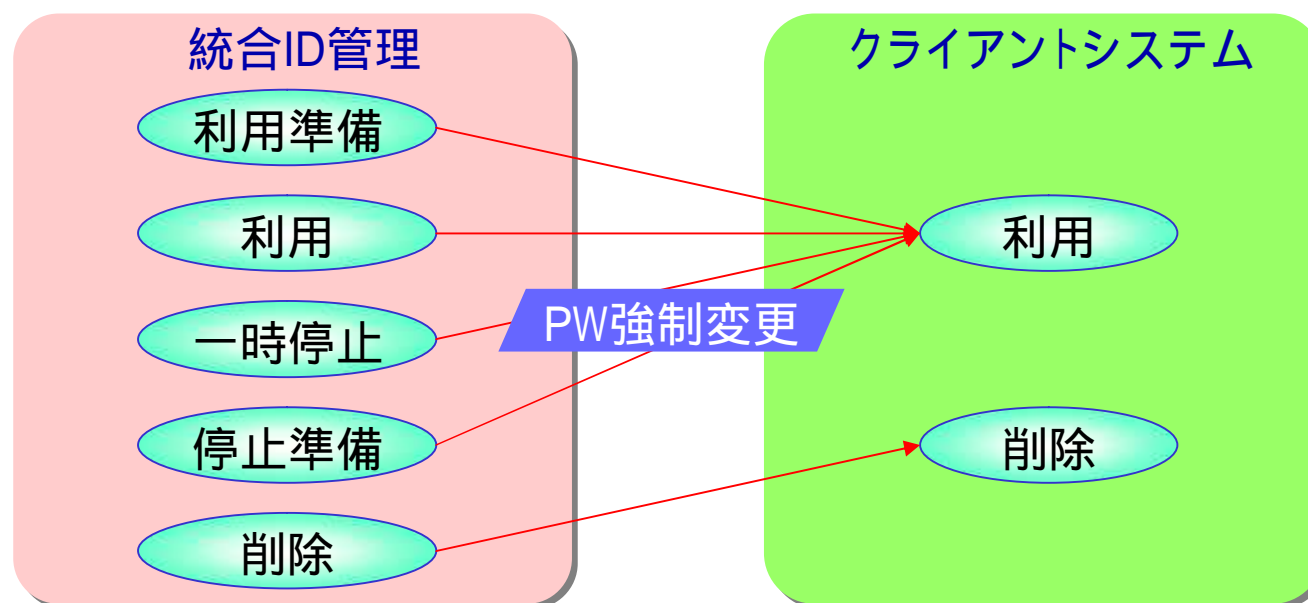 統合ID管理
利用準備
利用
一時停止
停止準備
削除
PW強制変更
クライアントシステム
利用
削除